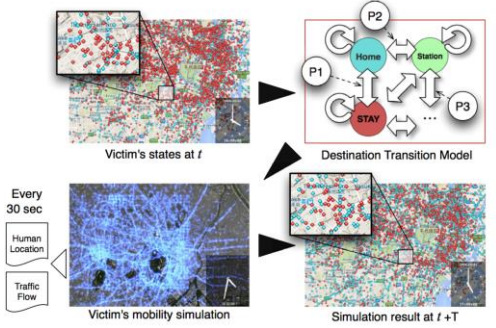 P2
Home
Station
P1
P3
STAY
...
Victim's states at t
Destination Transition Model
Every
30 sec
Human
Location
Traffic
Flow
Victim's mobility simulation
Simulation result at t +T